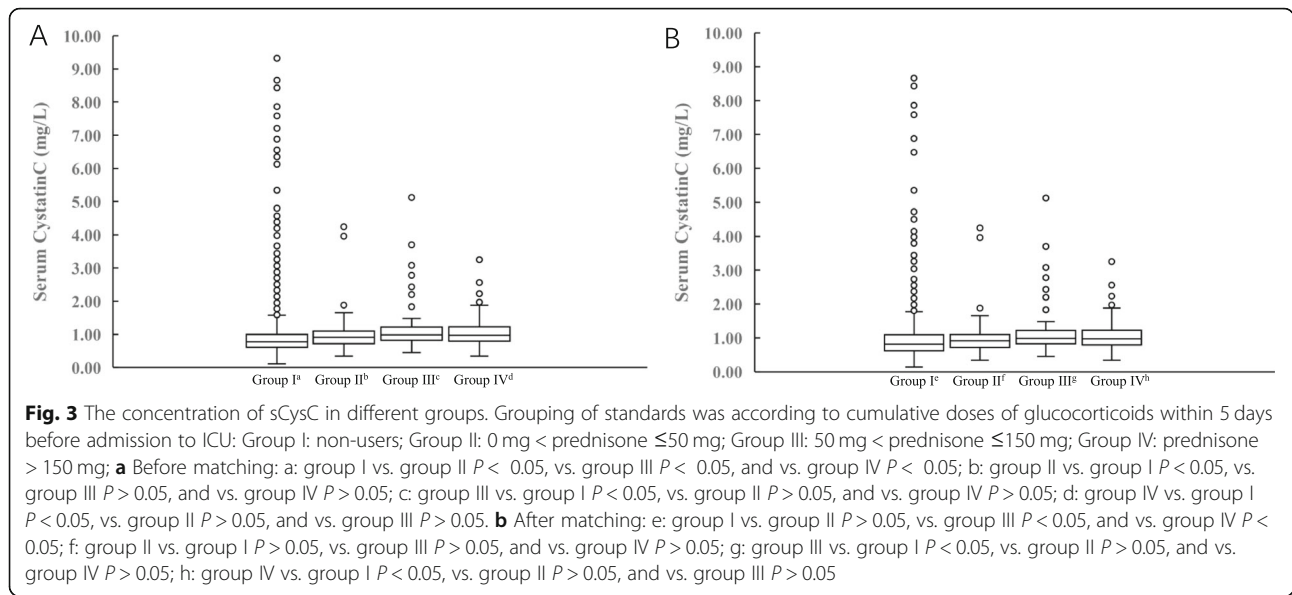 A
B
10.00
9.00
8.00
7.00
6.00
5.00
4.00
3.00
2.00
1.00
0.00
Serum CystatinC (mg/L)
Group Iᵃ Group IIᵇ Group IIIᶜ Group IVᵈ
10.00
9.00
8.00
7.00
6.00
5.00
4.00
3.00
2.00
1.00
0.00
Serum CystatinC (mg/L)
Group Iᵉ Group IIᶠ Group IIIᵍ Group IVʰ
Fig. 3 The concentration of sCysC in different groups. Grouping of standards was according to cumulative doses of glucocorticoids within 5 days
before admission to ICU: Group I: non-users; Group II: 0 mg < prednisone ≤50 mg; Group III: 50 mg < prednisone ≤150 mg; Group IV: prednisone
> 150 mg; a Before matching: a: group I vs. group II P < 0.05, vs. group III P < 0.05, and vs. group IV P < 0.05; b: group II vs. group I P < 0.05, vs.
group III P > 0.05, and vs. group IV P > 0.05; c: group III vs. group I P < 0.05, vs. group II P > 0.05, and vs. group IV P > 0.05; d: group IV vs. group I
P < 0.05, vs. group II P > 0.05, and vs. group III P > 0.05. b After matching: e: group I vs. group II P > 0.05, vs. group III P < 0.05, and vs. group IV P <
0.05; f: group II vs. group I P > 0.05, vs. group III P > 0.05, and vs. group IV P > 0.05; g: group III vs. group I P < 0.05, vs. group II P > 0.05, and vs.
group IV P > 0.05; h: group IV vs. group I P < 0.05, vs. group II P > 0.05, and vs. group III P > 0.05